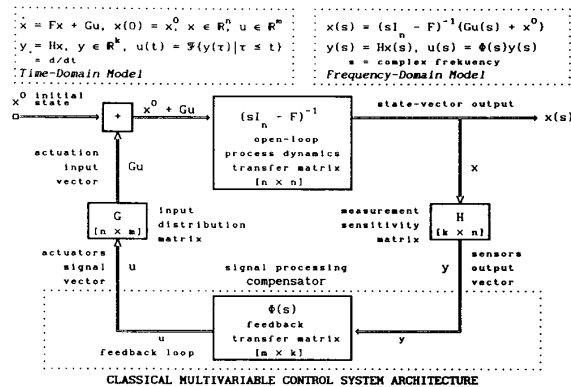 ẋ = Fx + Gu, x(0) = x⁰, x ∈ ℝⁿ, u ∈ ℝᵐ
y = Hx, y ∈ ℝᵏ, u(t) = ℱ{y(τ)|τ ≤ t}
˙ = d/dt
Time-Domain Model
x(s) = (sIₙ - F)⁻¹{Gu(s) + x⁰}
y(s) = Hx(s), u(s) = Φ(s)y(s)
s = complex frekuency
Frequency-Domain Model
x⁰ initial
state
+
x⁰ + Gu
(sIₙ - F)⁻¹
open-loop
process dynamics
transfer matrix
[n × n]
state-vector output
x(s)
actuation
input
vector
Gu
x
G
[n × m]
input
distribution
matrix
measurement
sensitivity
matrix
H
[k × n]
actuators
signal
vector
u
signal processing
compensator
y
sensors
output
vector
Φ(s)
feedback
transfer matrix
[m × k]
u
feedback loop
y
CLASSICAL MULTIVARIABLE CONTROL SYSTEM ARCHITECTURE